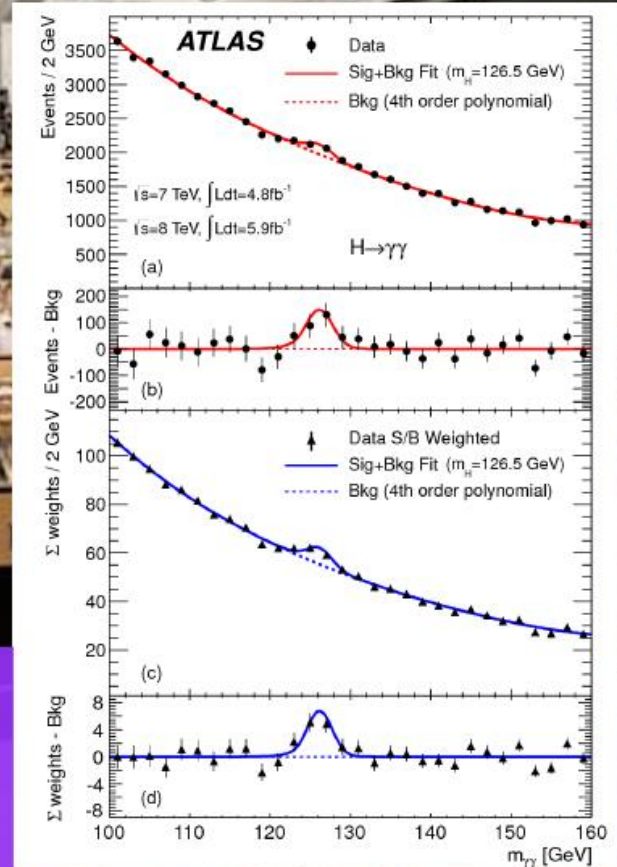 ATLAS
Data
Sig+Bkg Fit (mH=126.5 GeV)
Bkg (4th order polynomial)
Events / 2 GeV
3500
3000
2500
2000
1500
1000
500
√s=7 TeV, ∫Ldt=4.8fb-1
√s=8 TeV, ∫Ldt=5.9fb-1
H→γγ
(a)
Events - Bkg
200
100
0
-100
-200
(b)
Data S/B Weighted
Sig+Bkg Fit (mH=126.5 GeV)
Bkg (4th order polynomial)
Σ weights / 2 GeV
100
80
60
40
20
(c)
Σ weights - Bkg
8
4
0
-4
-8
(d)
100 110 120 130 140 150 160
mγγ [GeV]